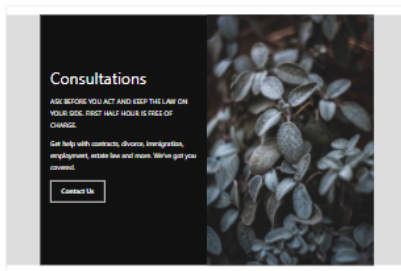 Consultations
ASK BEFORE YOU ACT AND KEEP THE LAW ON
YOUR SIDE. FIRST HALF HOUR IS FREE OF
CHARGE.
Get help with contracts, divorce, immigration,
employment, estate law and more. We've got you
covered.
Contact Us